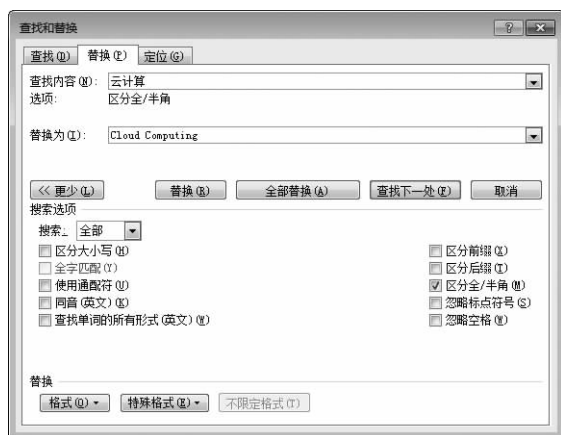 查找和替换
查找(D) 替换(P) 定位(G)
查找内容(N): 云计算
选项: 区分全/半角
替换为(I): Cloud Computing
<< 更少(L) 替换(R) 全部替换(A) 查找下一处(F) 取消
搜索选项
搜索: 全部
区分大小写(H) 区分前缀(X)
全字匹配(Y) 区分后缀(T)
使用通配符(U) 区分全/半角(M)
同音(英文)(K) 忽略标点符号(S)
查找单词的所有形式(英文)(W) 忽略空格(W)
替换
格式(O) 特殊格式(E) 不限定格式(T)